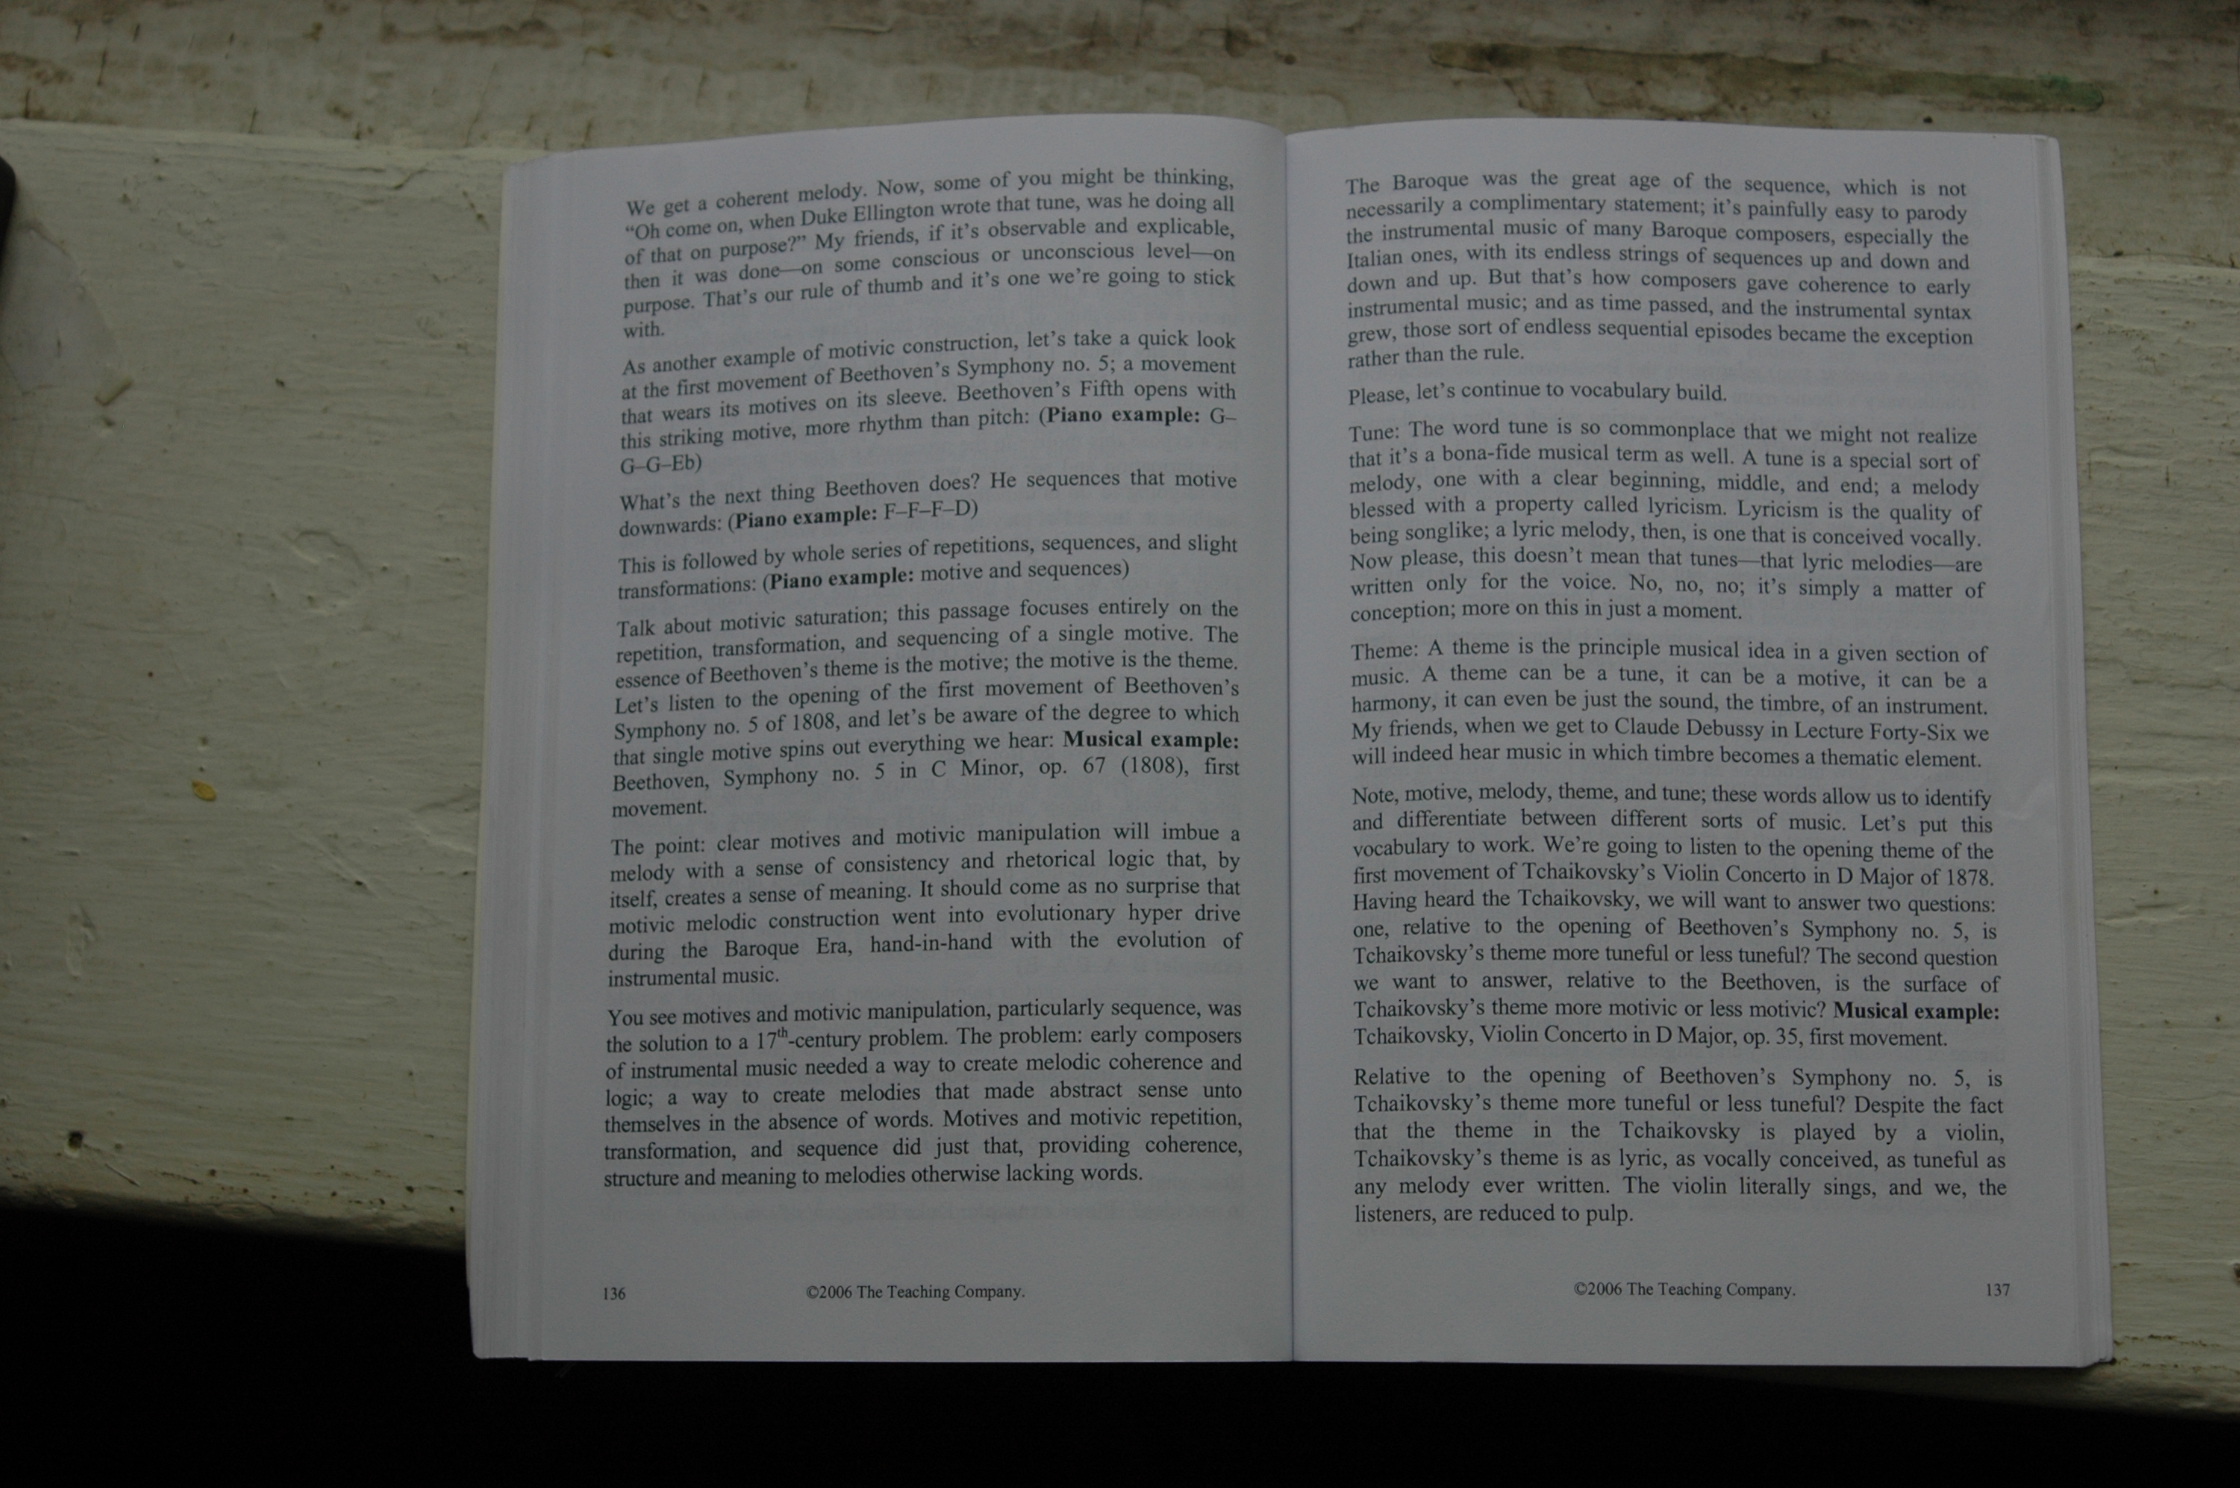 We get a coherent melody. Now, some of you might be thinking,
“Oh come on, when Duke Ellington wrote that tune, was he doing all
of that on purpose?” My friends, if it’s observable and explicable,
then it was done—on some conscious or unconscious level—on
purpose. That’s our rule of thumb and it’s one we’re going to stick
with.
As another example of motivic construction, let’s take a quick look
at the first movement of Beethoven’s Symphony no. 5; a movement
that wears its motives on its sleeve. Beethoven’s Fifth opens with
this striking motive, more rhythm than pitch: (Piano example: G–
G–G–Eb)
What’s the next thing Beethoven does? He sequences that motive
downwards: (Piano example: F–F–F–D)
This is followed by whole series of repetitions, sequences, and slight
transformations: (Piano example: motive and sequences)
Talk about motivic saturation; this passage focuses entirely on the
repetition, transformation, and sequencing of a single motive. The
essence of Beethoven’s theme is the motive; the motive is the theme.
Let’s listen to the opening of the first movement of Beethoven’s
Symphony no. 5 of 1808, and let’s be aware of the degree to which
that single motive spins out everything we hear: Musical example:
Beethoven, Symphony no. 5 in C Minor, op. 67 (1808), first
movement.
The point: clear motives and motivic manipulation will imbue a
melody with a sense of consistency and rhetorical logic that, by
itself, creates a sense of meaning. It should come as no surprise that
motivic melodic construction went into evolutionary hyper drive
during the Baroque Era, hand-in-hand with the evolution of
instrumental music.
You see motives and motivic manipulation, particularly sequence, was
the solution to a 17th-century problem. The problem: early composers
of instrumental music needed a way to create melodic coherence and
logic; a way to create melodies that made abstract sense unto
themselves in the absence of words. Motives and motivic repetition,
transformation, and sequence did just that, providing coherence,
structure and meaning to melodies otherwise lacking words.
136 ©2006 The Teaching Company.
The Baroque was the great age of the sequence, which is not
necessarily a complimentary statement; it’s painfully easy to parody
the instrumental music of many Baroque composers, especially the
Italian ones, with its endless strings of sequences up and down and
down and up. But that’s how composers gave coherence to early
instrumental music; and as time passed, and the instrumental syntax
grew, those sort of endless sequential episodes became the exception
rather than the rule.
Please, let’s continue to vocabulary build.
Tune: The word tune is so commonplace that we might not realize
that it’s a bona-fide musical term as well. A tune is a special sort of
melody, one with a clear beginning, middle, and end; a melody
blessed with a property called lyricism. Lyricism is the quality of
being songlike; a lyric melody, then, is one that is conceived vocally.
Now please, this doesn’t mean that tunes—that lyric melodies—are
written only for the voice. No, no, no; it’s simply a matter of
conception; more on this in just a moment.
Theme: A theme is the principle musical idea in a given section of
music. A theme can be a tune, it can be a motive, it can be a
harmony, it can even be just the sound, the timbre, of an instrument.
My friends, when we get to Claude Debussy in Lecture Forty-Six we
will indeed hear music in which timbre becomes a thematic element.
Note, motive, melody, theme, and tune; these words allow us to identify
and differentiate between different sorts of music. Let’s put this
vocabulary to work. We’re going to listen to the opening theme of the
first movement of Tchaikovsky’s Violin Concerto in D Major of 1878.
Having heard the Tchaikovsky, we will want to answer two questions:
one, relative to the opening of Beethoven’s Symphony no. 5, is
Tchaikovsky’s theme more tuneful or less tuneful? The second question
we want to answer, relative to the Beethoven, is the surface of
Tchaikovsky’s theme more motivic or less motivic? Musical example:
Tchaikovsky, Violin Concerto in D Major, op. 35, first movement.
Relative to the opening of Beethoven’s Symphony no. 5, is
Tchaikovsky’s theme more tuneful or less tuneful? Despite the fact
that the theme in the Tchaikovsky is played by a violin,
Tchaikovsky’s theme is as lyric, as vocally conceived, as tuneful as
any melody ever written. The violin literally sings, and we, the
listeners, are reduced to pulp.
©2006 The Teaching Company. 137